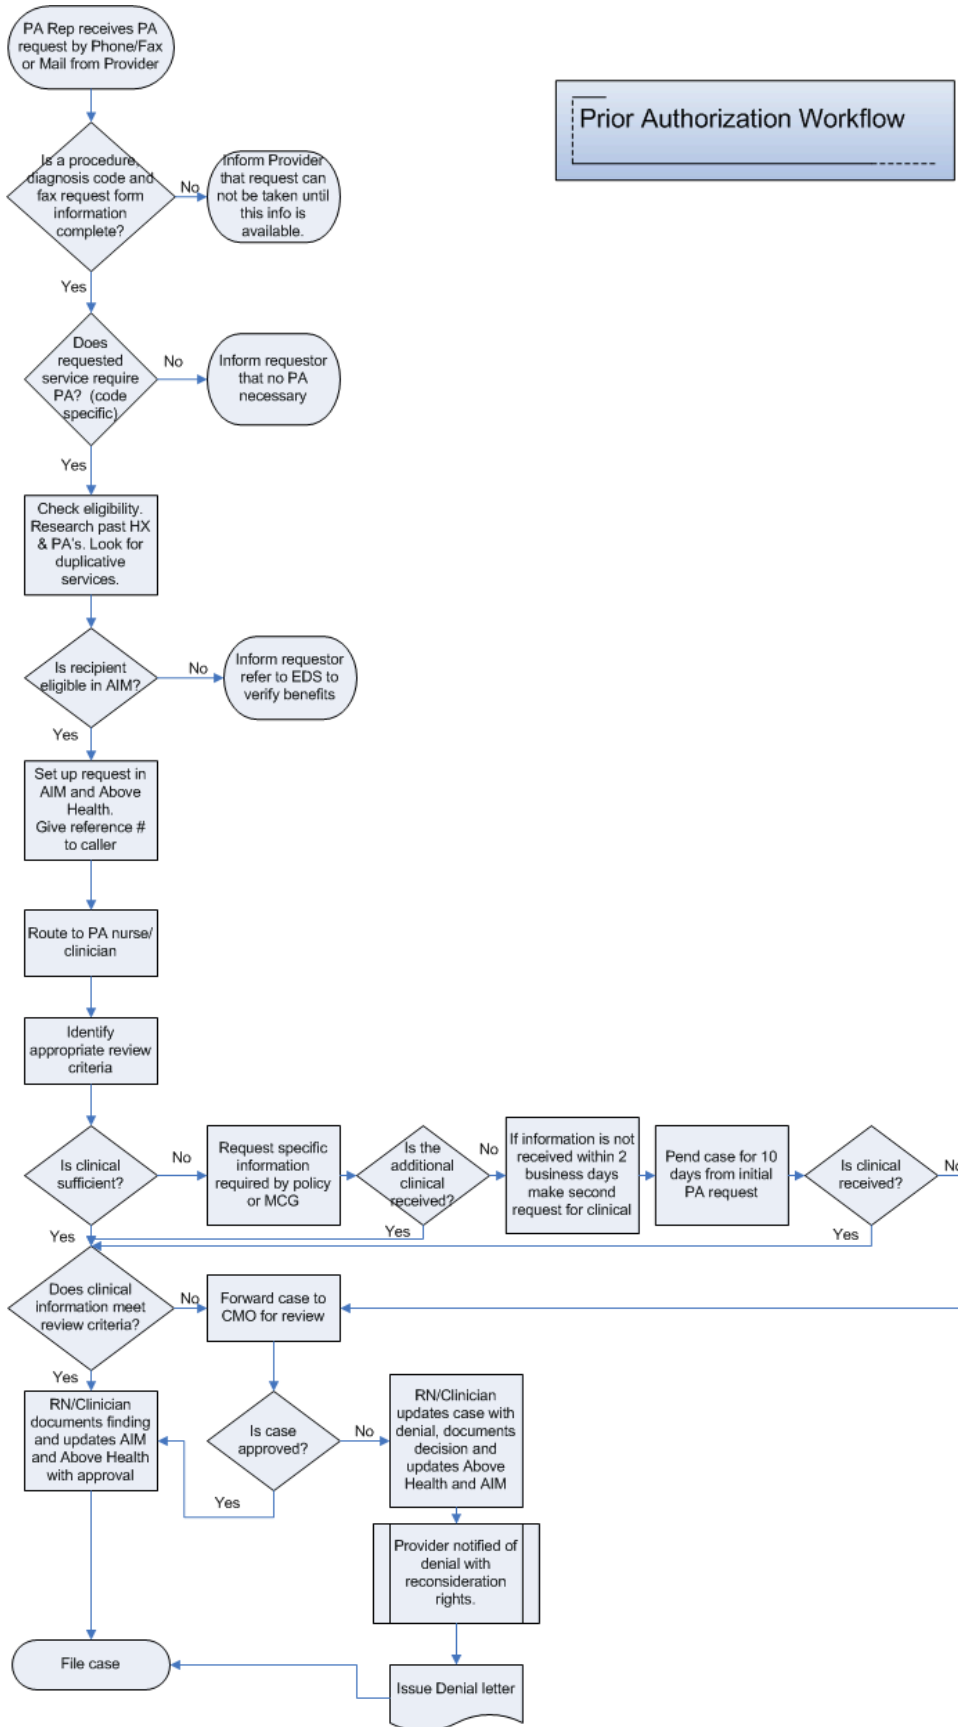 PA Rep receives PA
request by Phone/Fax
or Mail from Provider
Prior Authorization Workflow
Is a procedure,
diagnosis code and
fax request form
information
complete?
No
Inform Provider
that request can
not be taken until
this info is
available.
Yes
Does
requested
service require
PA? (code
specific)
No
Inform requestor
that no PA
necessary
Yes
Check eligibility.
Research past HX
& PA's. Look for
duplicative
services.
Is recipient
eligible in AIM?
No
Inform requestor
refer to EDS to
verify benefits
Yes
Set up request in
AIM and Above
Health.
Give reference #
to caller
Route to PA nurse/
clinician
Identify
appropriate review
criteria
Is clinical
sufficient?
No
Request specific
information
required by policy
or MCG
Is the
additional
clinical
received?
No
If information is not
received within 2
business days
make second
request for clinical
Pend case for 10
days from initial
PA request
Is clinical
received?
No
Yes
Yes
Yes
Does clinical
information meet
review criteria?
No
Forward case to
CMO for review
Yes
RN/Clinician
documents finding
and updates AIM
and Above Health
with approval
Is case
approved?
No
RN/Clinician
updates case with
denial, documents
decision and
updates Above
Health and AIM
Yes
Provider notified of
denial with
reconsideration
rights.
File case
Issue Denial letter